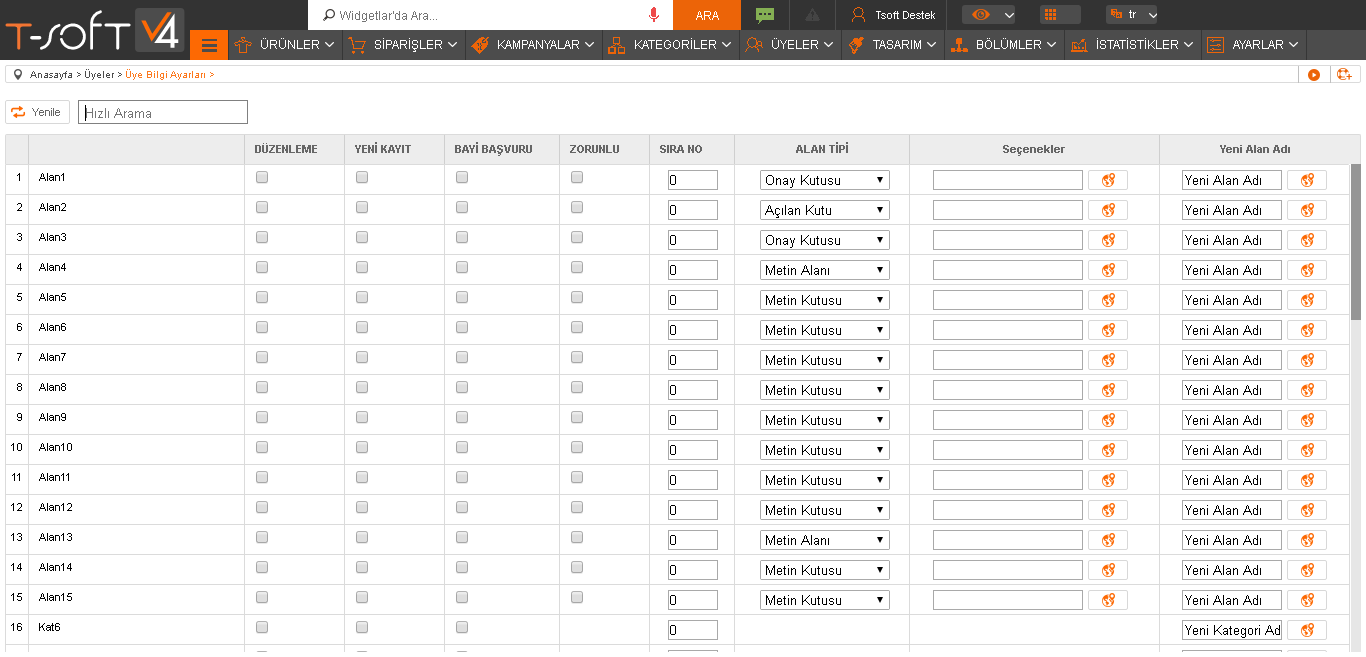 T-SOFT V4
Widgetlar'da Ara...
ARA
Tsoft Destek
tr
ÜRÜNLER
SİPARİŞLER
KAMPANYALAR
KATEGORİLER
ÜYELER
TASARIM
BÖLÜMLER
İSTATİSTİKLER
AYARLAR
Anasayfa > Üyeler > Üye Bilgi Ayarları >
Yenile
Hızlı Arama
DÜZENLEME YENİ KAYIT BAYİ BAŞVURU ZORUNLU SIRA NO ALAN TİPİ Seçenekler Yeni Alan Adı
1 Alan1 0 Onay Kutusu Yeni Alan Adı
2 Alan2 0 Açılan Kutu Yeni Alan Adı
3 Alan3 0 Onay Kutusu Yeni Alan Adı
4 Alan4 0 Metin Alanı Yeni Alan Adı
5 Alan5 0 Metin Kutusu Yeni Alan Adı
6 Alan6 0 Metin Kutusu Yeni Alan Adı
7 Alan7 0 Metin Kutusu Yeni Alan Adı
8 Alan8 0 Metin Kutusu Yeni Alan Adı
9 Alan9 0 Metin Kutusu Yeni Alan Adı
10 Alan10 0 Metin Kutusu Yeni Alan Adı
11 Alan11 0 Metin Kutusu Yeni Alan Adı
12 Alan12 0 Metin Kutusu Yeni Alan Adı
13 Alan13 0 Metin Alanı Yeni Alan Adı
14 Alan14 0 Metin Kutusu Yeni Alan Adı
15 Alan15 0 Metin Kutusu Yeni Alan Adı
16 Kat6 0 Yeni Kategori Ad